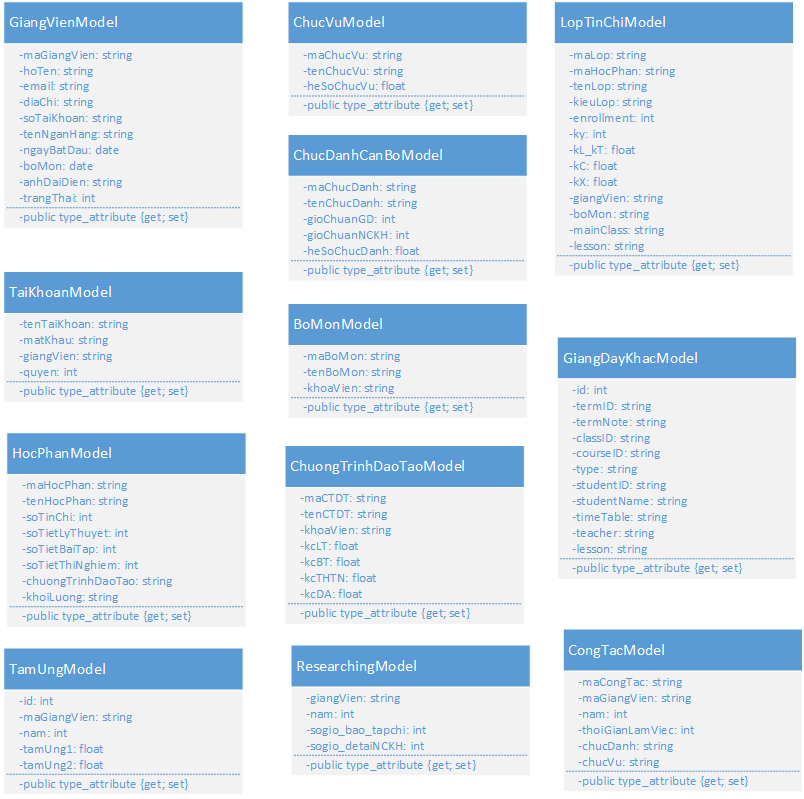 GiangVienModel
-maGiangVien: string
-hoTen: string
-email: string
-diaChi: string
-soTaiKhoan: string
-tenNganHang: string
-ngayBatDau: date
-boMon: date
-anhDaiDien: string
-trangThai: int
-public type_attribute {get; set}
TaiKhoanModel
-tenTaiKhoan: string
-matKhau: string
-giangVien: string
-quyen: int
-public type_attribute {get; set}
HocPhanModel
-maHocPhan: string
-tenHocPhan: string
-soTinChi: int
-soTietLyThuyet: int
-soTietBaiTap: int
-soTietThiNghiem: int
-chuongTrinhDaoTao: string
-khoiLuong: string
-public type_attribute {get; set}
TamUngModel
-id: int
-maGiangVien: string
-nam: int
-tamUng1: float
-tamUng2: float
-public type_attribute {get; set}
ChucVuModel
-maChucVu: string
-tenChucVu: string
-heSoChucVu: float
-public type_attribute {get; set}
ChucDanhCanBoModel
-maChucDanh: string
-tenChucDanh: string
-gioChuanGD: int
-gioChuanNCKH: int
-heSoChucDanh: float
-public type_attribute {get; set}
BoMonModel
-maBoMon: string
-tenBoMon: string
-khoaVien: string
-public type_attribute {get; set}
ChuongTrinhDaoTaoModel
-maCTDT: string
-tenCTDT: string
-khoaVien: string
-kcLT: float
-kcBT: float
-kcTHTN: float
-kcDA: float
-public type_attribute {get; set}
ResearchingModel
-giangVien: string
-nam: int
-sogio_bao_tapchi: int
-sogio_detaiNCKH: int
-public type_attribute {get; set}
LopTinChiModel
-maLop: string
-maHocPhan: string
-tenLop: string
-kieuLop: string
-enrollment: int
-ky: int
-kL_kT: float
-kC: float
-kX: float
-giangVien: string
-boMon: string
-mainClass: string
-lesson: string
-public type_attribute {get; set}
GiangDayKhacModel
-id: int
-termID: string
-termNote: string
-classID: string
-courseID: string
-type: string
-studentID: string
-studentName: string
-timeTable: string
-teacher: string
-lesson: string
-public type_attribute {get; set}
CongTacModel
-maCongTac: string
-maGiangVien: string
-nam: int
-thoiGianLamViec: int
-chucDanh: string
-chucVu: string
-public type_attribute {get; set}